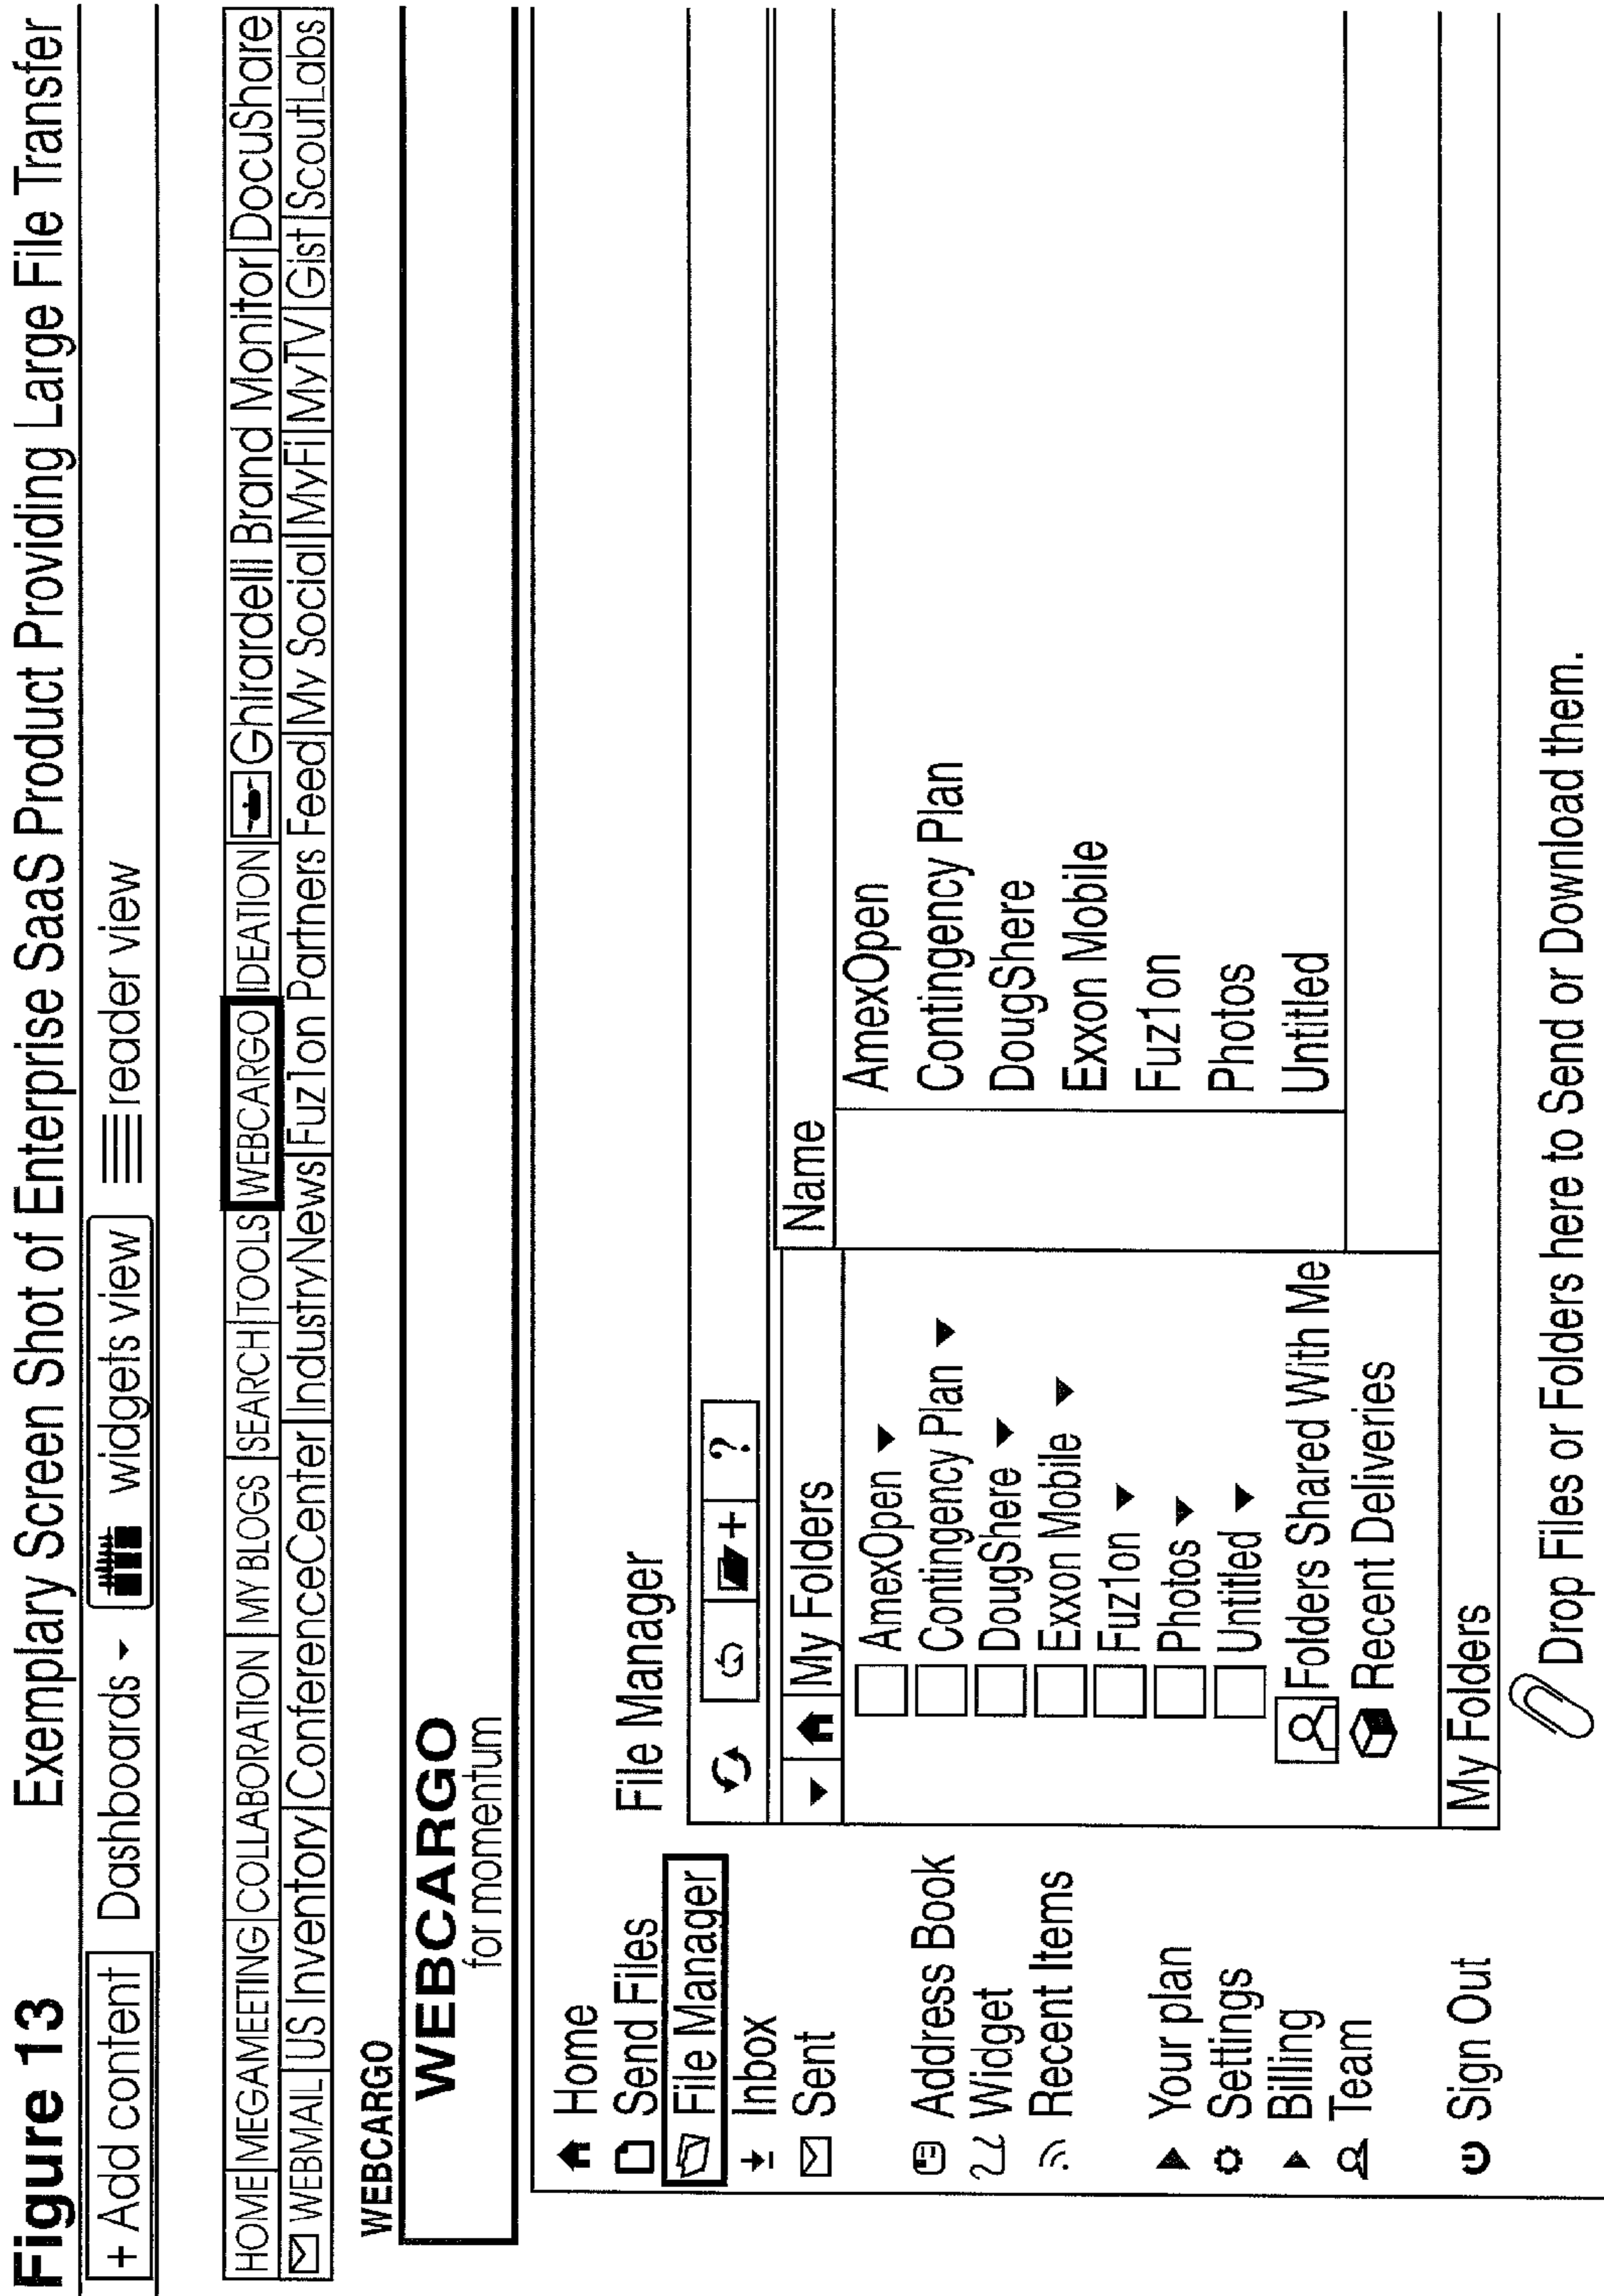 Figure 13 Exemplary Screen Shot of Enterprise SaaS Product Providing Large File Transfer
+ Add content Dashboards widgets view reader view
HOME MEGAMEETING COLLABORATION MY BLOGS SEARCH TOOLS WEBCARGO IDEATION Ghirardelli Brand Monitor DocuShare
WEBMAIL US Inventory ConferenceCenter IndustryNews Fuz1on Partners Feed My Social MyFi MyTV Gist ScoutLabs
WEBCARGO
WEBCARGO
for momentum
Home
Send Files
File Manager
Inbox
Sent
Address Book
Widget
Recent Items
Your plan
Settings
Billing
Team
Sign Out
File Manager
+ ?
My Folders
AmexOpen
Contingency Plan
DougShere
Exxon Mobile
Fuz1on
Photos
Untitled
Folders Shared With Me
Recent Deliveries
Name
AmexOpen
Contingency Plan
DougShere
Exxon Mobile
Fuz1on
Photos
Untitled
My Folders
Drop Files or Folders here to Send or Download them.